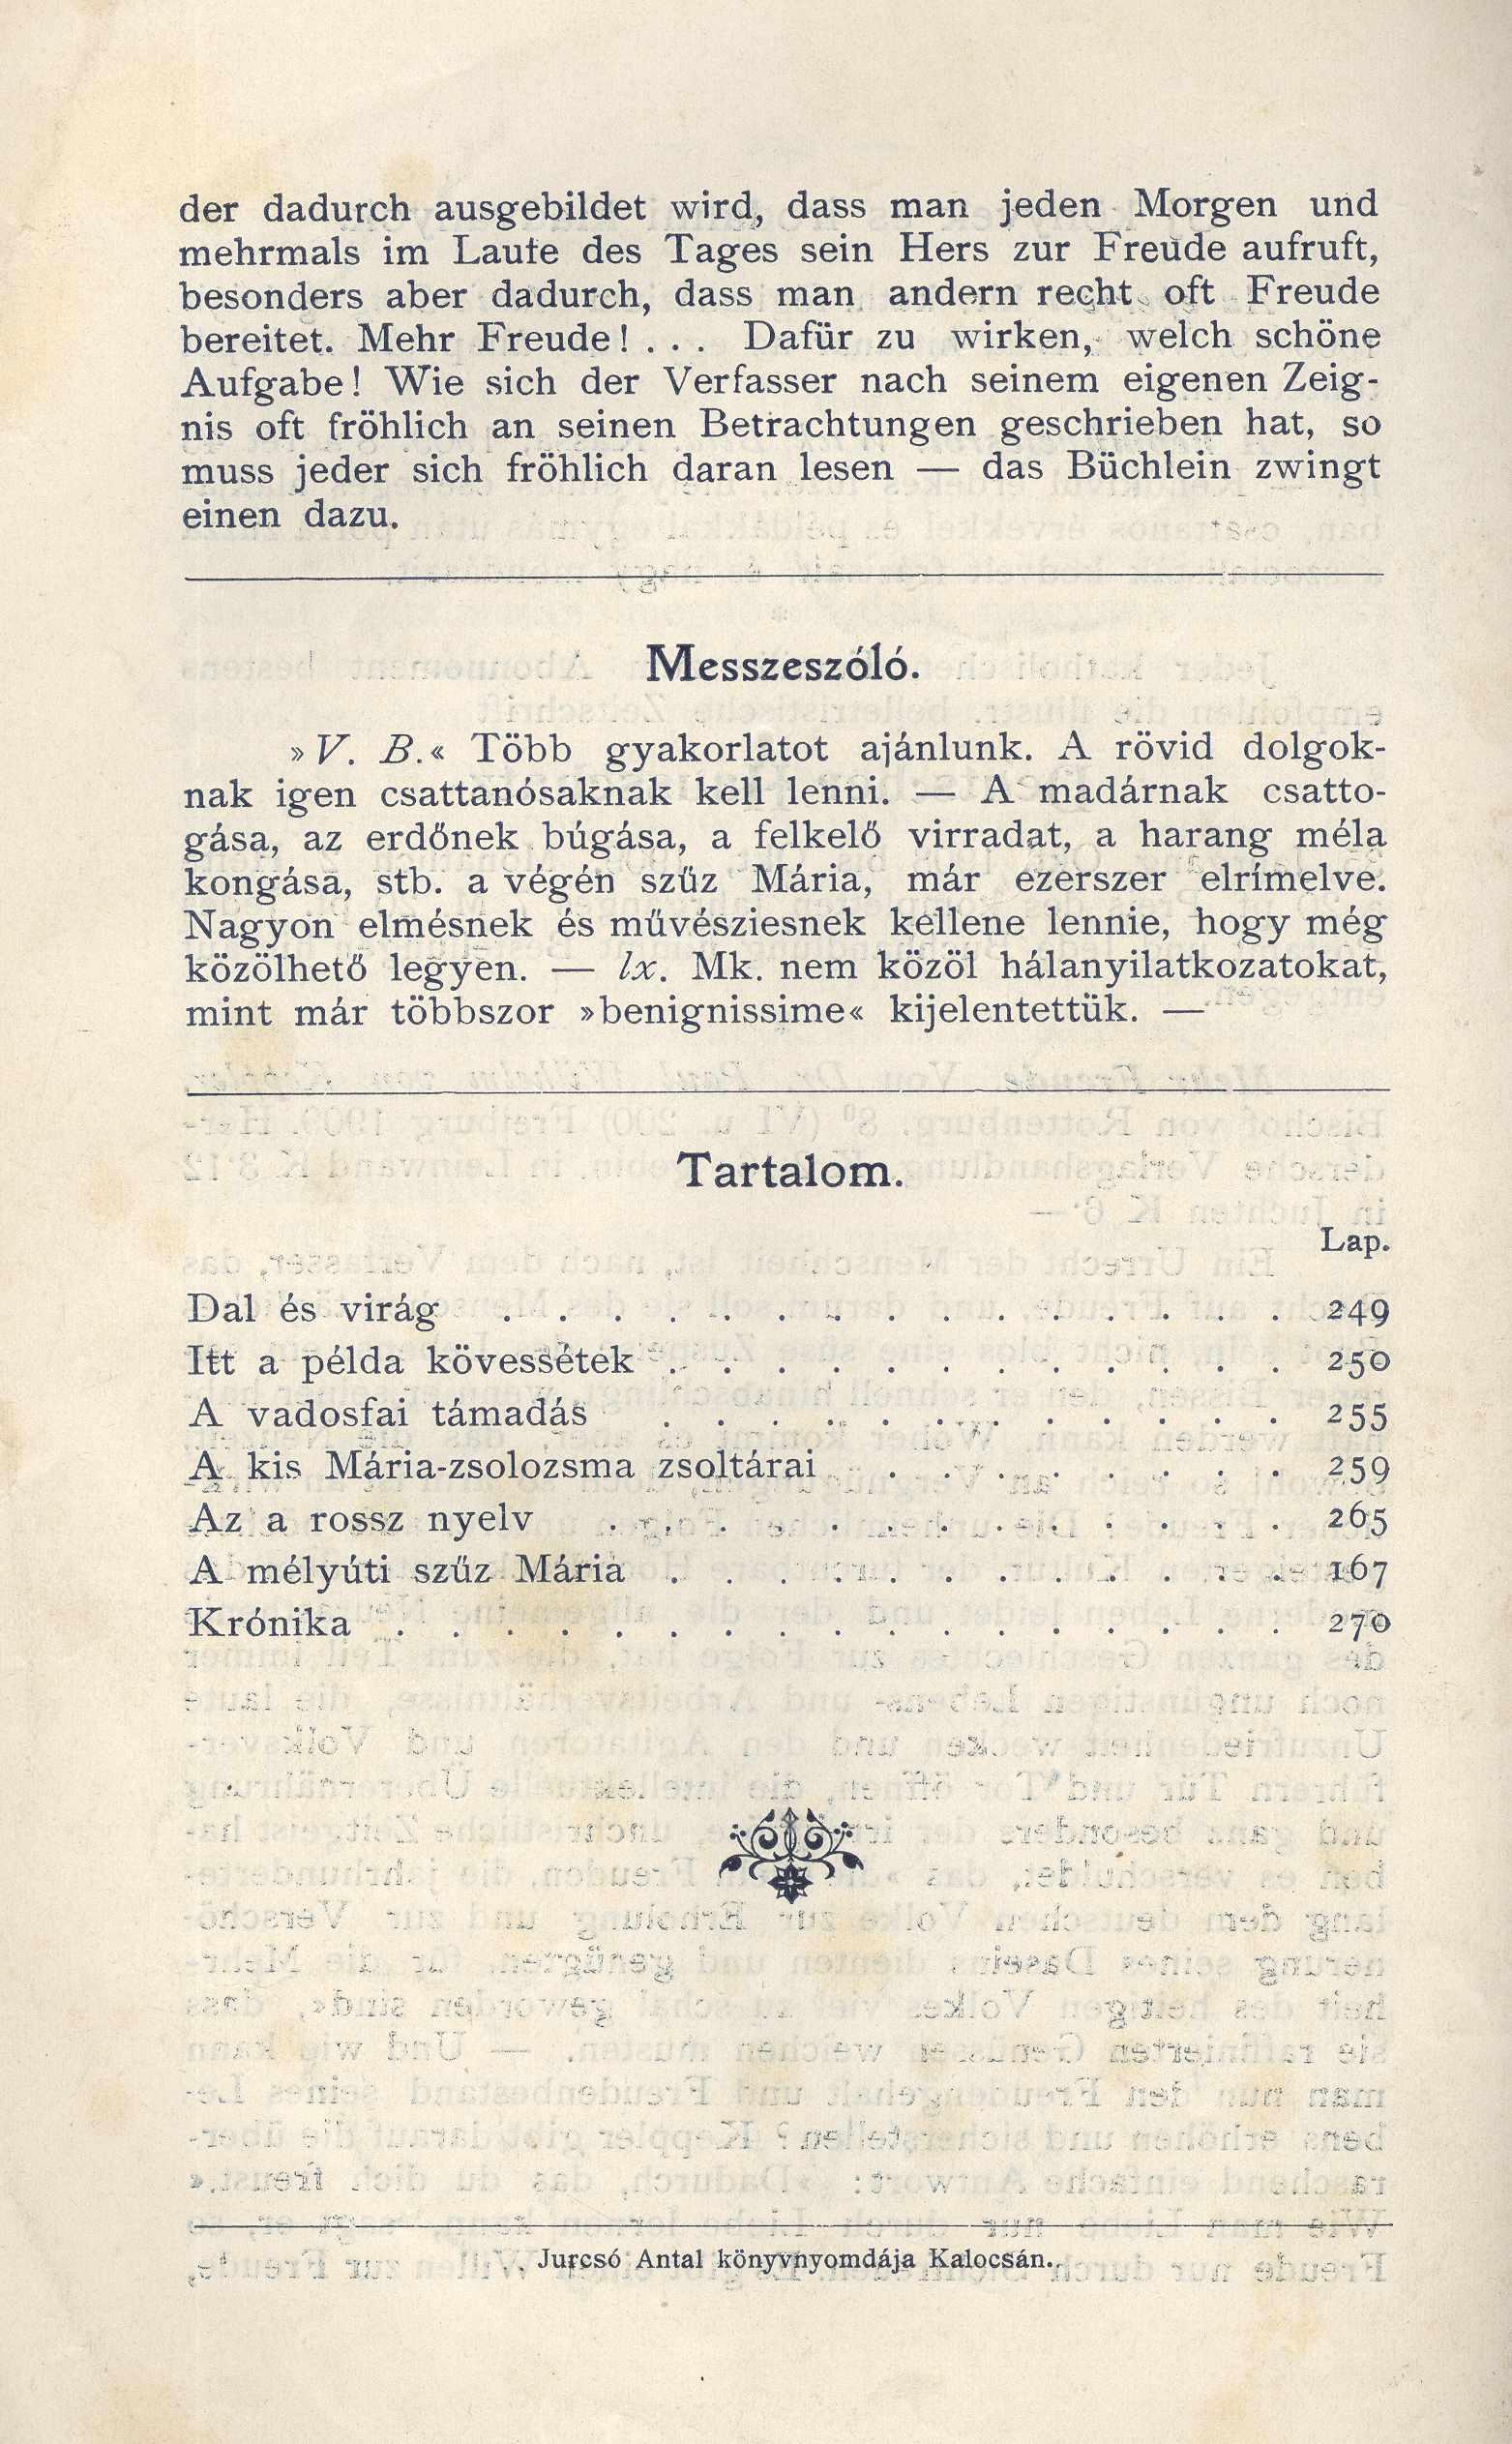 der dadurch ausgebildet wird, dass man jeden Morgen und
mehrmals im Laufe des Tages sein Hers zur Freude aufruft,
besonders aber dadurch, dass man andern recht oft Freude
bereitet. Mehr Freude! . . . Dafür zu wirken, welch schöne
Aufgabe! Wie sich der Verfasser nach seinem eigenen Zeig-
nis oft fröhlich an seinen Betrachtungen geschrieben hat, so
muss jeder sich fröhlich daran lesen — das Büchlein zwingt
einen dazu.
Messzeszóló.
»V. B.« Több gyakorlatot ajánlunk. A rövid dolgok-
nak igen csattanósaknak kell lenni. — A madárnak csatto-
gása, az erdőnek búgása, a felkelő virradat, a harang méla
kongása, stb. a végén szűz Mária, már ezerszer elrímelve.
Nagyon elmésnek és művésziesnek kellene lennie, hogy még
közölhető legyen. — lx. Mk. nem közöl hálanyilatkozatokat,
mint már többszor »benignissime« kijelentettük. —
Tartalom.
Lap.
Dal és virág . . . . . . . . . . . . . . . 249
Itt a példa kövessétek . . . . . . . . . . . . 250
A vadosfai támadás . . . . . . . . . . . . 255
A kis Mária-zsolozsma zsoltárai . . . . . . . . 259
Az a rossz nyelv . . . . . . . . . . . . . 265
A mélyúti szűz Mária . . . . . . . . . . . . 167
Krónika . . . . . . . . . . . . . . . . . 270
Jurcsó Antal könyvnyomdája Kalocsán.